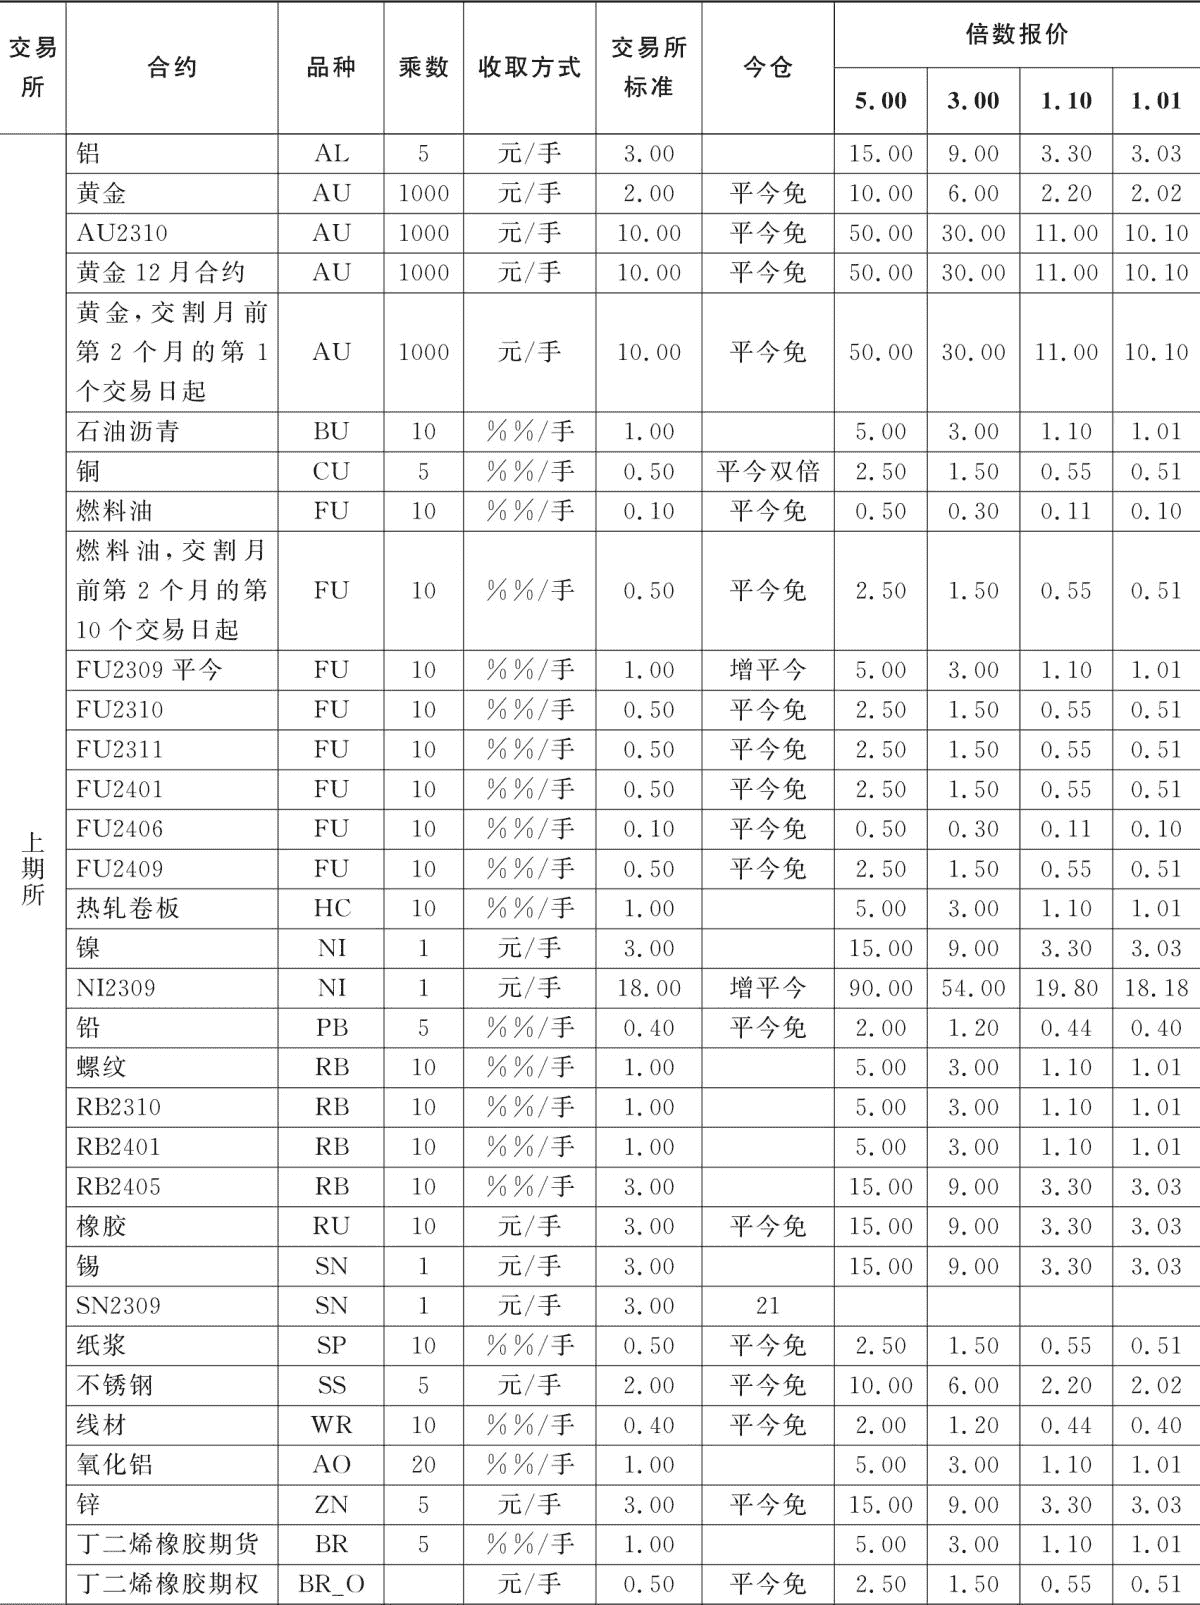 交易所 合约 品种 乘数 收取方式 交易所标准 今仓 倍数报价
5.00 3.00 1.10 1.01
上期所
铝 AL 5 元/手 3.00 15.00 9.00 3.30 3.03
黄金 AU 1000 元/手 2.00 平今免 10.00 6.00 2.20 2.02
AU2310 AU 1000 元/手 10.00 平今免 50.00 30.00 11.00 10.10
黄金12月合约 AU 1000 元/手 10.00 平今免 50.00 30.00 11.00 10.10
黄金,交割月前
第2个月的第1 AU 1000 元/手 10.00 平今免 50.00 30.00 11.00 10.10
个交易日起
石油沥青 BU 10 %%/手 1.00 5.00 3.00 1.10 1.01
铜 CU 5 %%/手 0.50 平今双倍 2.50 1.50 0.55 0.51
燃料油 FU 10 %%/手 0.10 平今免 0.50 0.30 0.11 0.10
燃料油,交割月
前第2个月的第 FU 10 %%/手 0.50 平今免 2.50 1.50 0.55 0.51
10个交易日起
FU2309平今 FU 10 %%/手 1.00 增平今 5.00 3.00 1.10 1.01
FU2310 FU 10 %%/手 0.50 平今免 2.50 1.50 0.55 0.51
FU2311 FU 10 %%/手 0.50 平今免 2.50 1.50 0.55 0.51
FU2401 FU 10 %%/手 0.50 平今免 2.50 1.50 0.55 0.51
FU2406 FU 10 %%/手 0.10 平今免 0.50 0.30 0.11 0.10
FU2409 FU 10 %%/手 0.50 平今免 2.50 1.50 0.55 0.51
热轧卷板 HC 10 %%/手 1.00 5.00 3.00 1.10 1.01
镍 NI 1 元/手 3.00 15.00 9.00 3.30 3.03
NI2309 NI 1 元/手 18.00 增平今 90.00 54.00 19.80 18.18
铅 PB 5 %%/手 0.40 平今免 2.00 1.20 0.44 0.40
螺纹 RB 10 %%/手 1.00 5.00 3.00 1.10 1.01
RB2310 RB 10 %%/手 1.00 5.00 3.00 1.10 1.01
RB2401 RB 10 %%/手 1.00 5.00 3.00 1.10 1.01
RB2405 RB 10 %%/手 3.00 15.00 9.00 3.30 3.03
橡胶 RU 10 元/手 3.00 平今免 15.00 9.00 3.30 3.03
锡 SN 1 元/手 3.00 15.00 9.00 3.30 3.03
SN2309 SN 1 元/手 3.00 21
纸浆 SP 10 %%/手 0.50 平今免 2.50 1.50 0.55 0.51
不锈钢 SS 5 元/手 2.00 平今免 10.00 6.00 2.20 2.02
线材 WR 10 %%/手 0.40 平今免 2.00 1.20 0.44 0.40
氧化铝 AO 20 %%/手 1.00 5.00 3.00 1.10 1.01
锌 ZN 5 元/手 3.00 平今免 15.00 9.00 3.30 3.03
丁二烯橡胶期货 BR 5 %%/手 1.00 5.00 3.00 1.10 1.01
丁二烯橡胶期权 BR_O 元/手 0.50 平今免 2.50 1.50 0.55 0.51